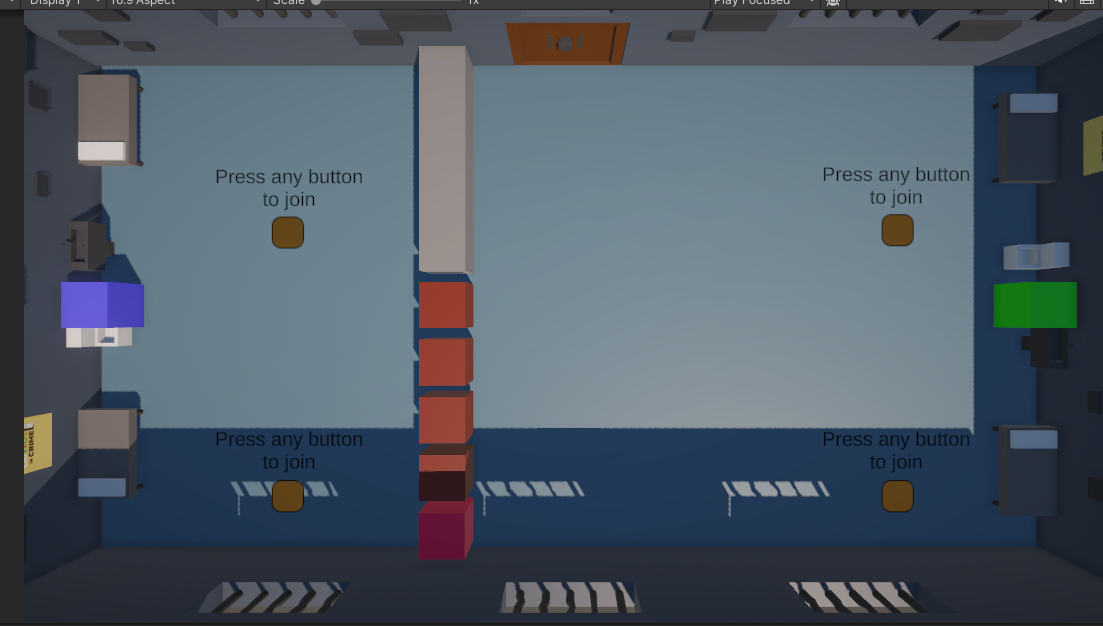 Display 1
16:9 Aspect
Scale
1x
Play Focused
Press any button
to join
Press any button
to join
Press any button
to join
Press any button
to join
CRIME